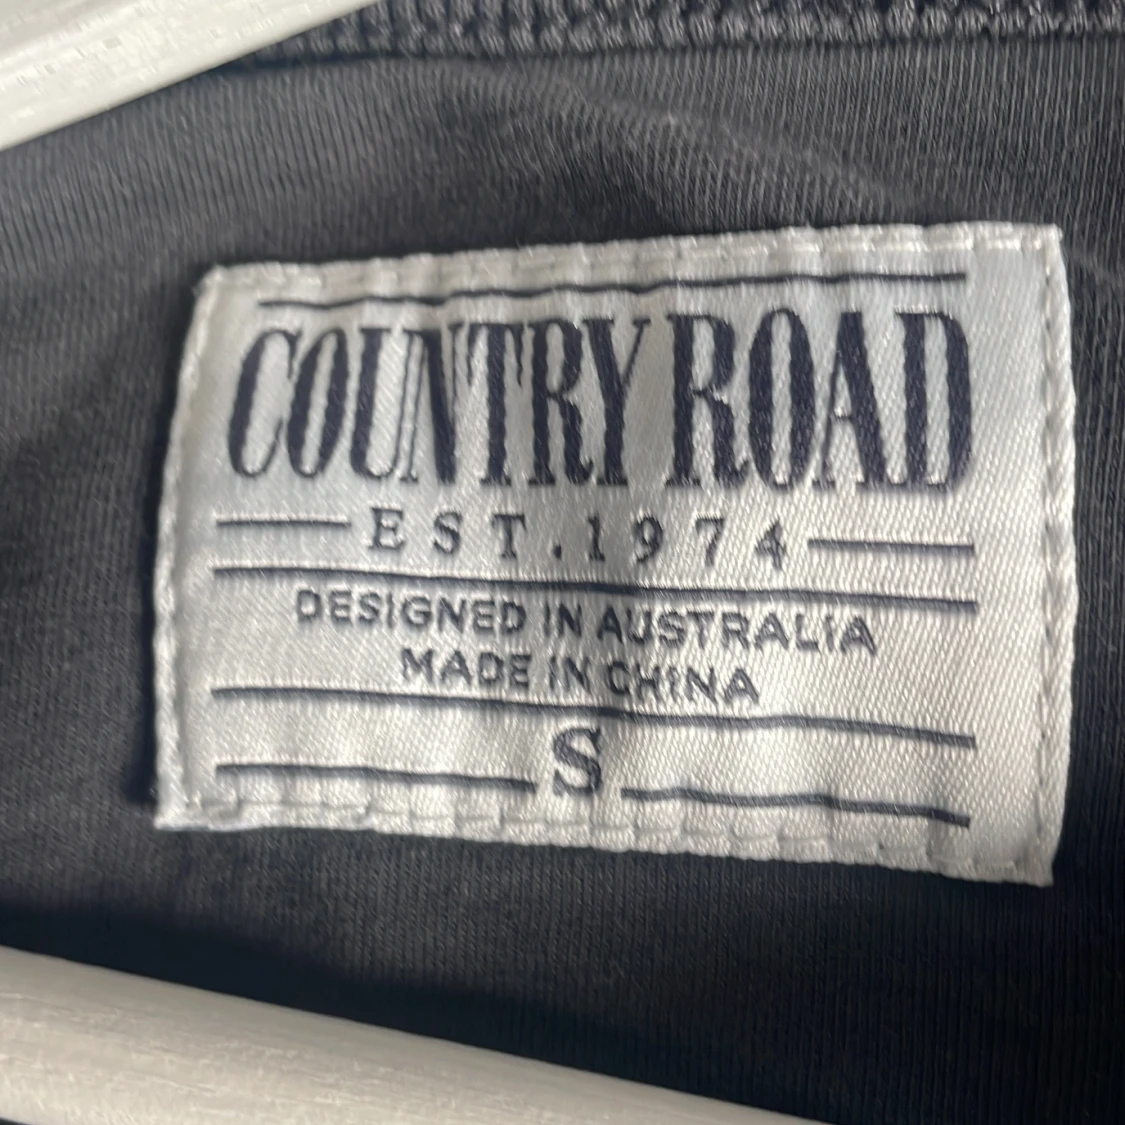 COUNTRY ROAD
EST.1974
DESIGNED IN AUSTRALIA
MADE IN CHINA
S